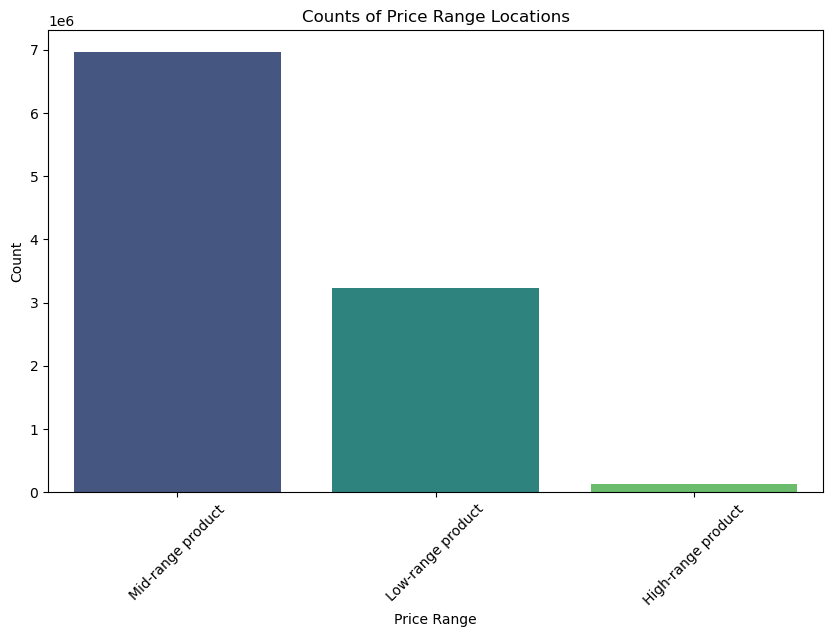 Counts of Price Range Locations
1e6
7
6
5
4
3
2
1
0
Count
Mid-range product
Low-range product
High-range product
Price Range